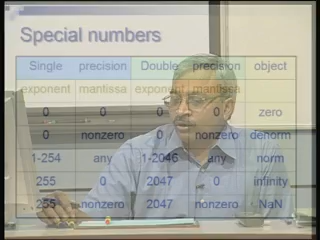 Special numbers
Single precision Double precision object
exponent mantissa exponent mantissa
0 0 0 0 zero
0 nonzero 0 nonzero denorm
1-254 any 1-2046 any norm
255 0 2047 0 infinity
255 nonzero 2047 nonzero NaN